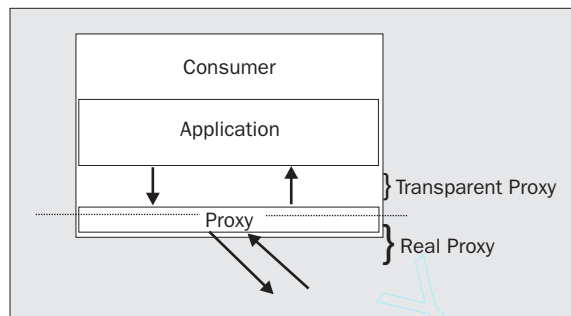 Consumer
Application
Transparent Proxy
Proxy
Real Proxy